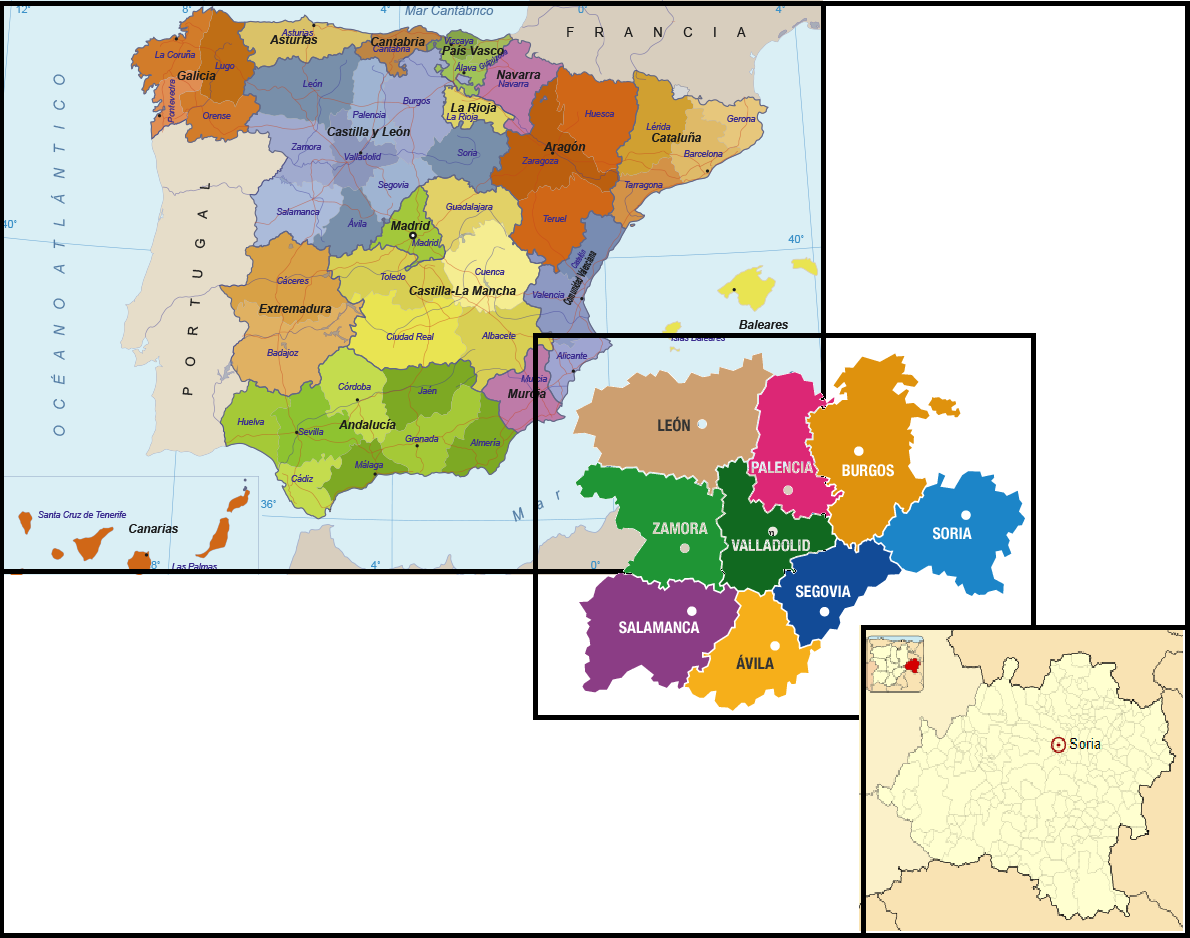 12°
8°
4°
Mar Cantábrico
0°
4°
F R A N C I A
La Coruña
Lugo
Galicia
Pontevedra
Orense
Asturias
Asturias
Cantabria
Cantabria
Vizcaya
País Vasco
Guipúzcoa
Álava
Navarra
Navarra
La Rioja
La Rioja
León
Palencia
Burgos
Castilla y León
Zamora
Valladolid
Soria
Segovia
Salamanca
Ávila
Huesca
Aragón
Zaragoza
Teruel
Lérida
Gerona
Cataluña
Barcelona
Tarragona
Madrid
Madrid
Guadalajara
Cuenca
Toledo
Castilla-La Mancha
Ciudad Real
Albacete
Cáceres
Extremadura
Badajoz
Castellón
Comunidad Valenciana
Valencia
Alicante
Murcia
Murcia
Baleares
Islas Baleares
Córdoba
Jaén
Huelva
Sevilla
Andalucía
Granada
Almería
Málaga
Cádiz
Santa Cruz de Tenerife
Canarias
Las Palmas
O C É A N O A T L Á N T I C O
P O R T U G A L
40°
40°
36°
8°
4°
0°
M a r
LEÓN
PALENCIA
BURGOS
ZAMORA
VALLADOLID
SORIA
SEGOVIA
SALAMANCA
ÁVILA
Soria